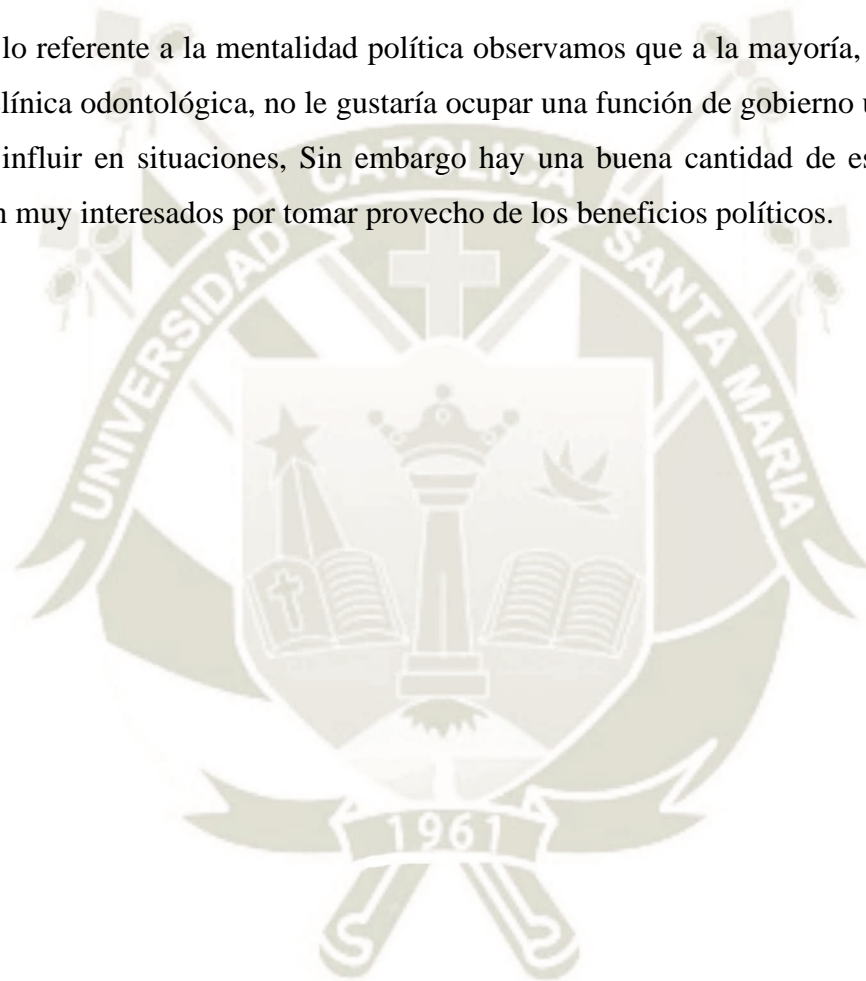 lo referente a la mentalidad política observamos que a la mayoría,
línica odontológica, no le gustaría ocupar una función de gobierno u
influir en situaciones, Sin embargo hay una buena cantidad de es
n muy interesados por tomar provecho de los beneficios políticos.
UNIVERSIDAD CATOLICA SANTA MARIA
1961